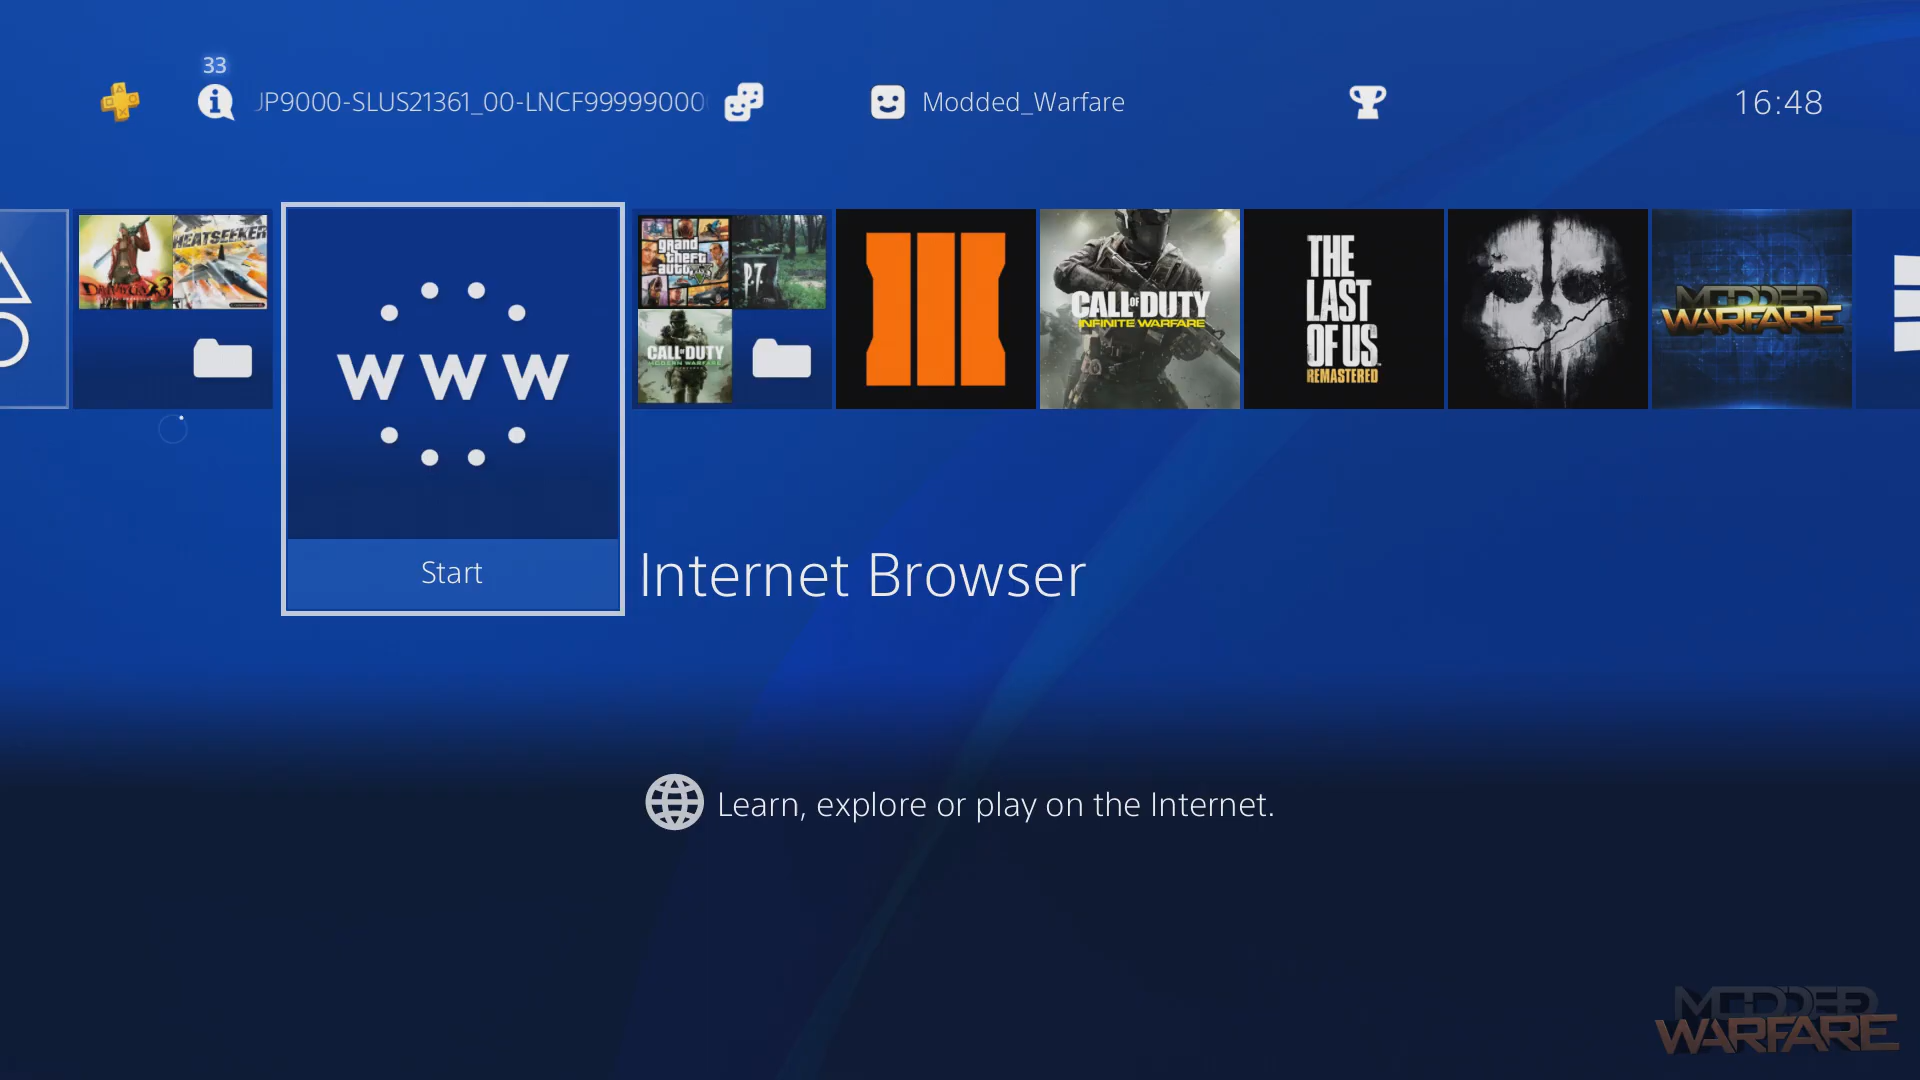 33
JP9000-SLUS21361_00-LNCF99999000
Modded_Warfare
16:48
HEATSEEKER
WWW
grand
theft
auto
P.T.
CALL OF DUTY
MODERN WARFARE
CALL OF DUTY
INFINITE WARFARE
THE
LAST
OF US
REMASTERED
MODDED
WARFARE
Start
Internet Browser
Learn, explore or play on the Internet.
MODDED
WARFARE